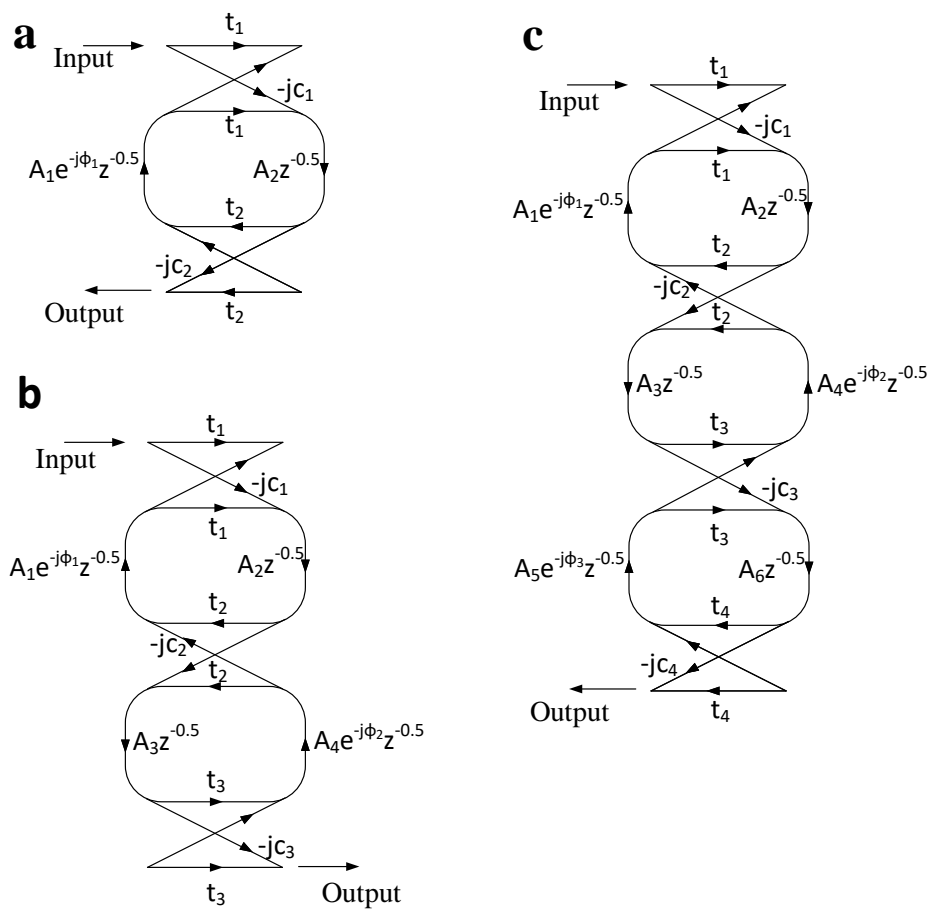 a
t₁
Input
-jc₁
t₁
A₁e^-jϕ₁z^-0.5
A₂z^-0.5
t₂
-jc₂
Output
t₂
b
t₁
Input
-jc₁
t₁
A₁e^-jϕ₁z^-0.5
A₂z^-0.5
t₂
-jc₂
t₂
A₃z^-0.5
A₄e^-jϕ₂z^-0.5
t₃
-jc₃
t₃
Output
c
t₁
Input
-jc₁
t₁
A₁e^-jϕ₁z^-0.5
A₂z^-0.5
t₂
-jc₂
t₂
A₃z^-0.5
A₄e^-jϕ₂z^-0.5
t₃
-jc₃
t₃
A₅e^-jϕ₃z^-0.5
A₆z^-0.5
t₄
-jc₄
Output
t₄